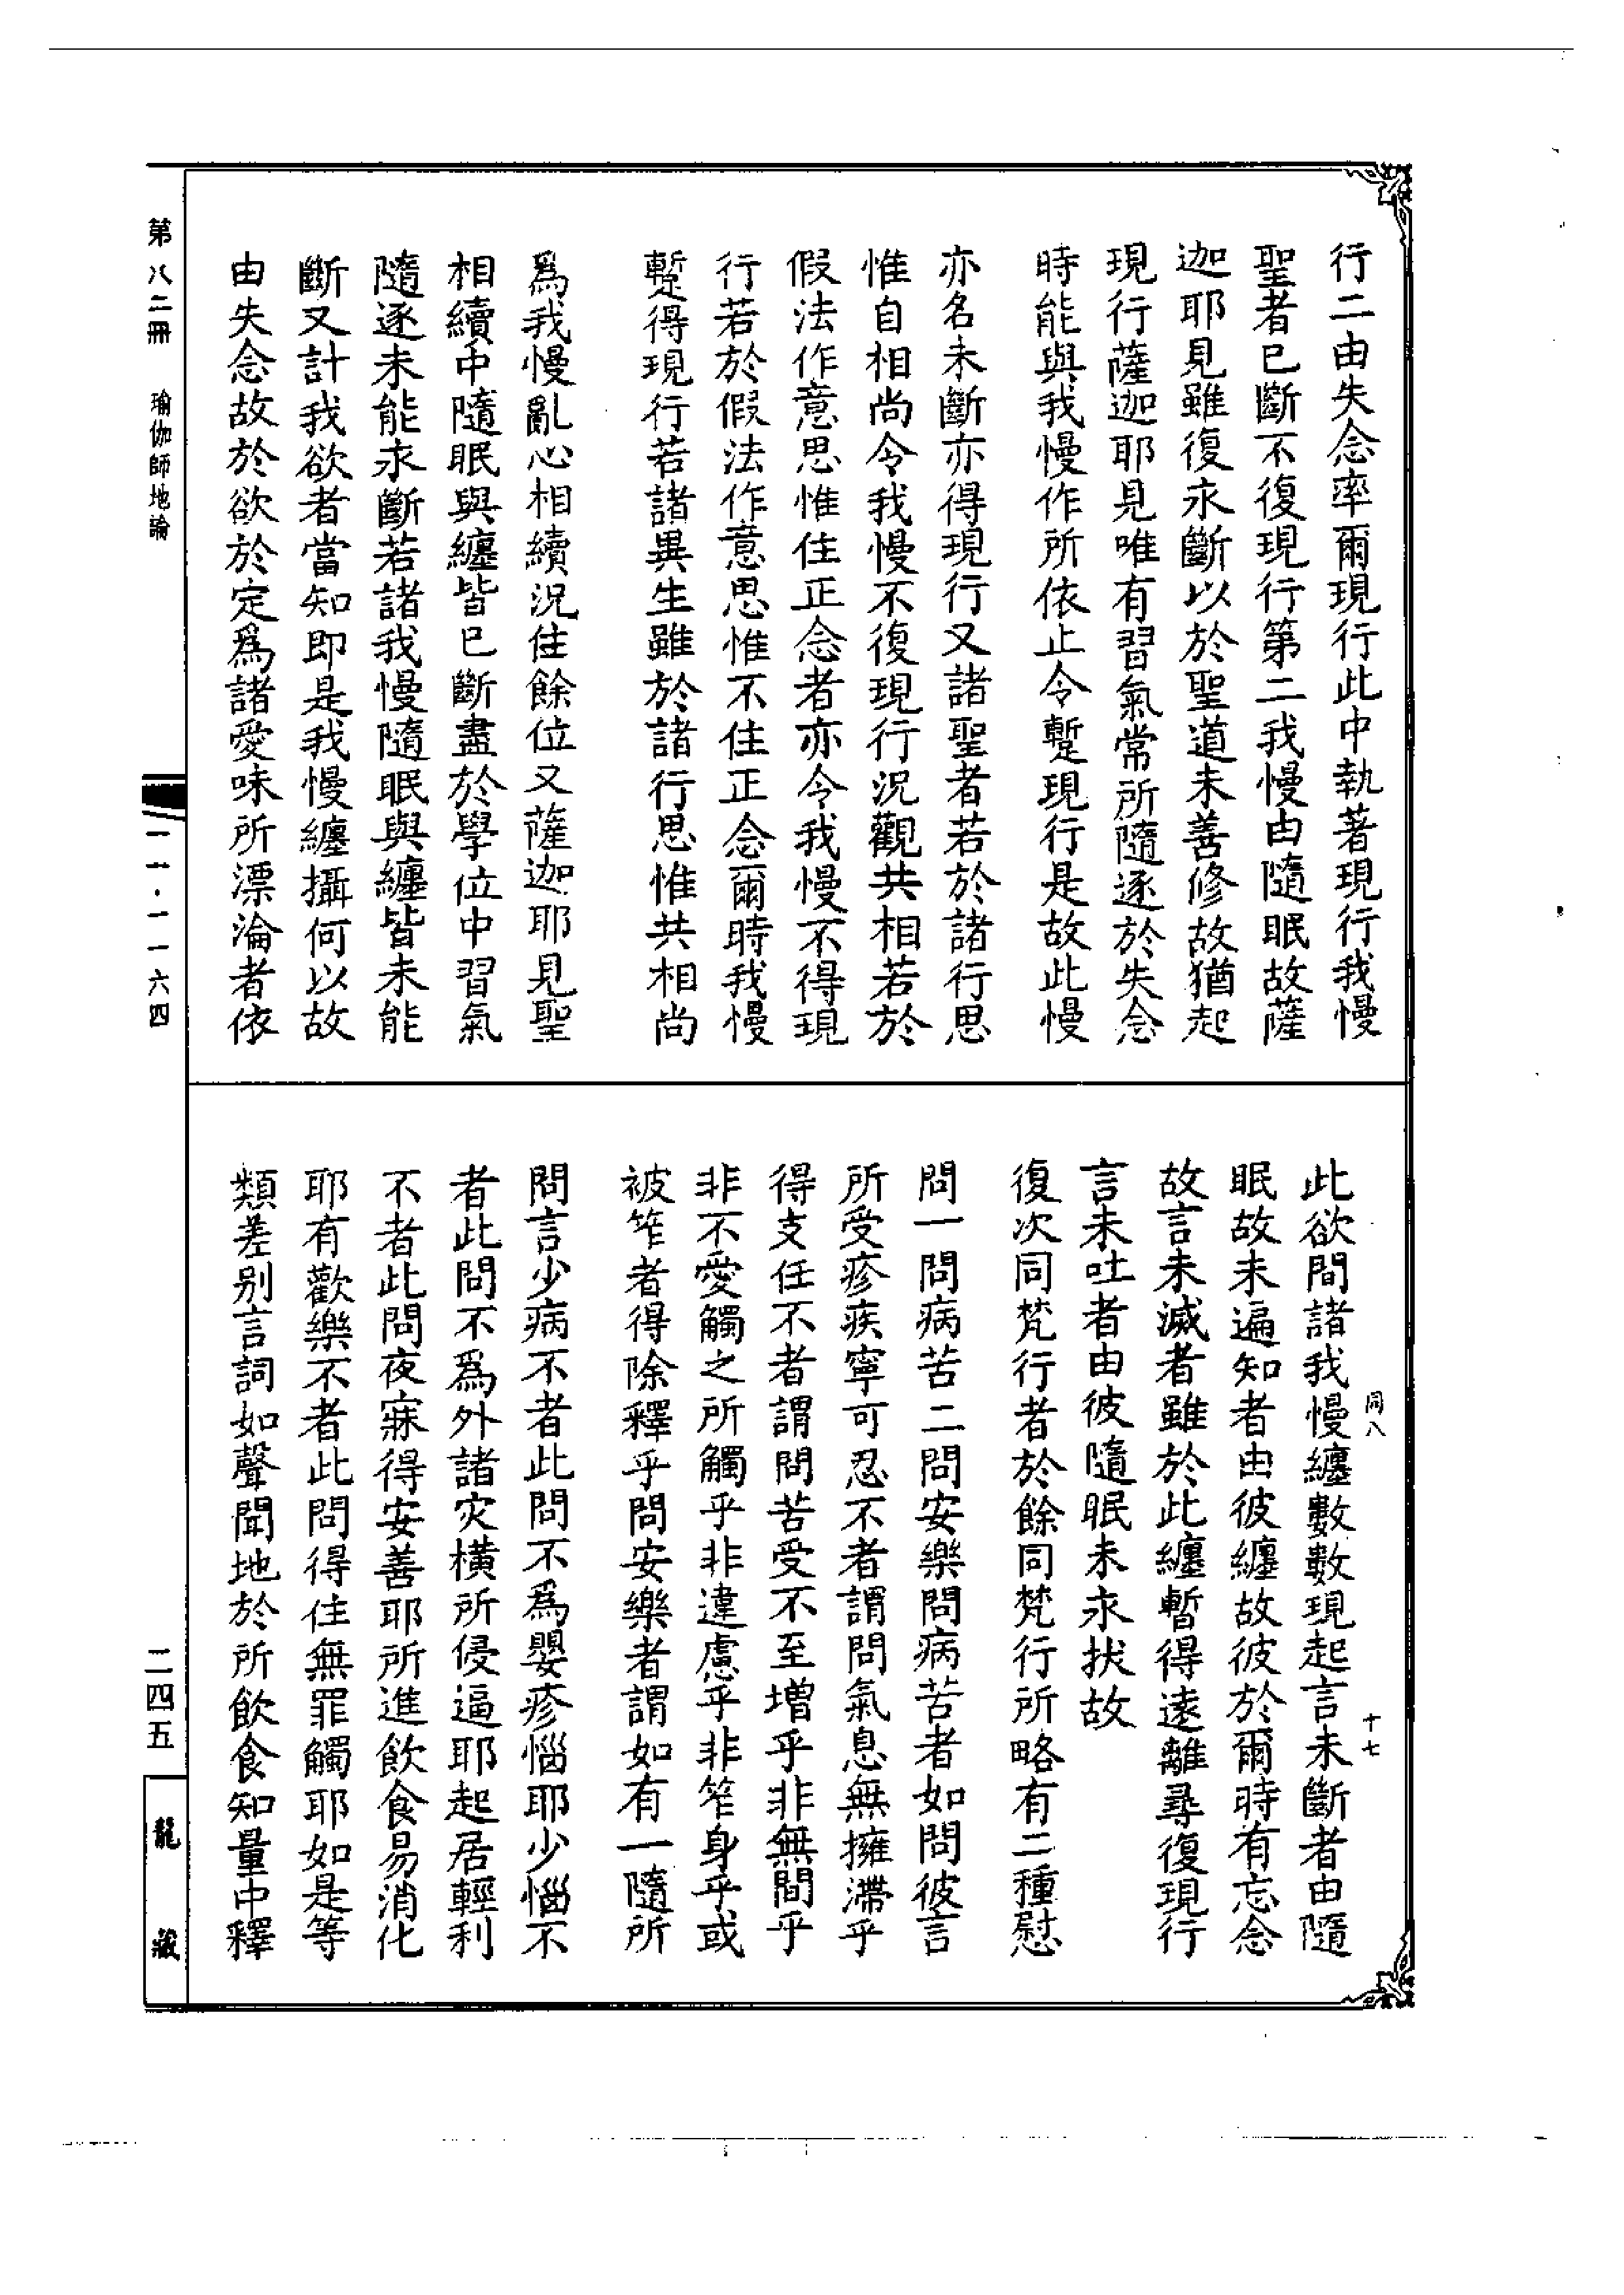 行二由失念率爾現行此中執著現行我慢
聖者已斷不復現行第二我慢由隨眠故薩
迦耶見雖復永斷以於聖道未善修故猶起
現行薩迦耶見唯有習氣常所隨逐於失念
時能與我慢作所依止令蹔現行是故此慢
亦名未斷亦得現行又諸聖者若於諸行思
惟自相尚令我慢不復現行況觀共相若於
假法作意思惟住正念者亦令我慢不得現
行若於假法作意思惟不住正念爾時我慢
蹔得現行若諸異生雖於諸行思惟共相尚
爲我慢亂心相續況住餘位又薩迦耶見聖
相續中隨眠與纏皆已斷盡於學位中習氣
隨逐未能永斷若諸我慢隨眠與纏皆未能
斷又計我欲者當知即是我慢纏攝何以故
由失念故於欲於定爲諸愛味所漂淪者依
此欲間諸我慢纏數數現起言未斷者由隨
眠故未遍知者由彼纏故彼於爾時有忘念
故言未滅者雖於此纏暫得遠離尋復現行
言未吐者由彼隨眠未永拔故
復次同梵行者於餘同梵行所略有二種慰
問一問病苦二問安樂問病苦者如問彼言
所受疹疾寧可忍不者謂問氣息無擁滯乎
得支任不者謂問苦受不至增乎非無間乎
非不愛觸之所觸乎非違慮乎非笮身乎或
被笮者得除釋乎問安樂者謂如有一隨所
問言少病不者此問不爲嬰疹惱耶少惱不
者此問不爲外諸灾橫所侵逼耶起居輕利
不者此問夜寐得安善耶所進飲食易消化
耶有歡樂不者此問得住無罪觸耶如是等
類差別言詞如聲聞地於所飲食知量中釋
同八
十七
第八二冊
瑜伽師地論
一一·一一六四
二四五
龍藏